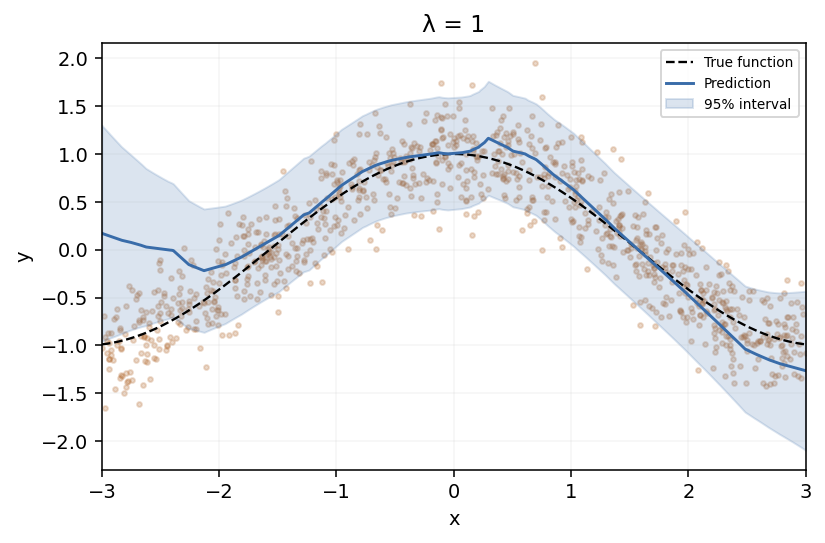 λ = 1
True function
Prediction
95% interval
y
2.0
1.5
1.0
0.5
0.0
−0.5
−1.0
−1.5
−2.0
−3 −2 −1 0 1 2 3
x